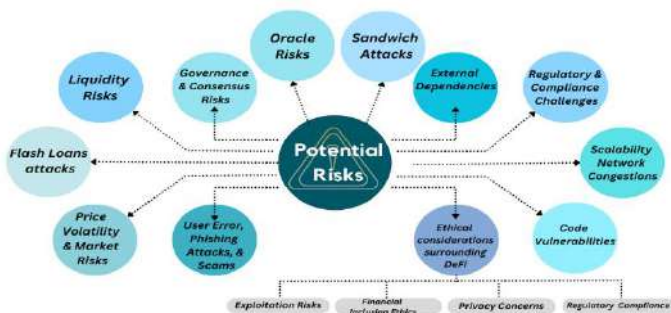 Oracle
Risks
Sandwich
Attacks
Liquidity
Risks
Governance
& Consensus
Risks
External
Dependencies
Regulatory &
Compliance
Challenges
Flash Loans
attacks
Potential
Risks
Scalability
Network
Congestions
Price
Volatility
& Market
Risks
User Error,
Phishing
Attacks, &
Scams
Ethical
considerations
surrounding
DeFi
Code
Vulnerabilities
Exploitation Risks
Financial
Privacy Concerns
Regulatory Compliance